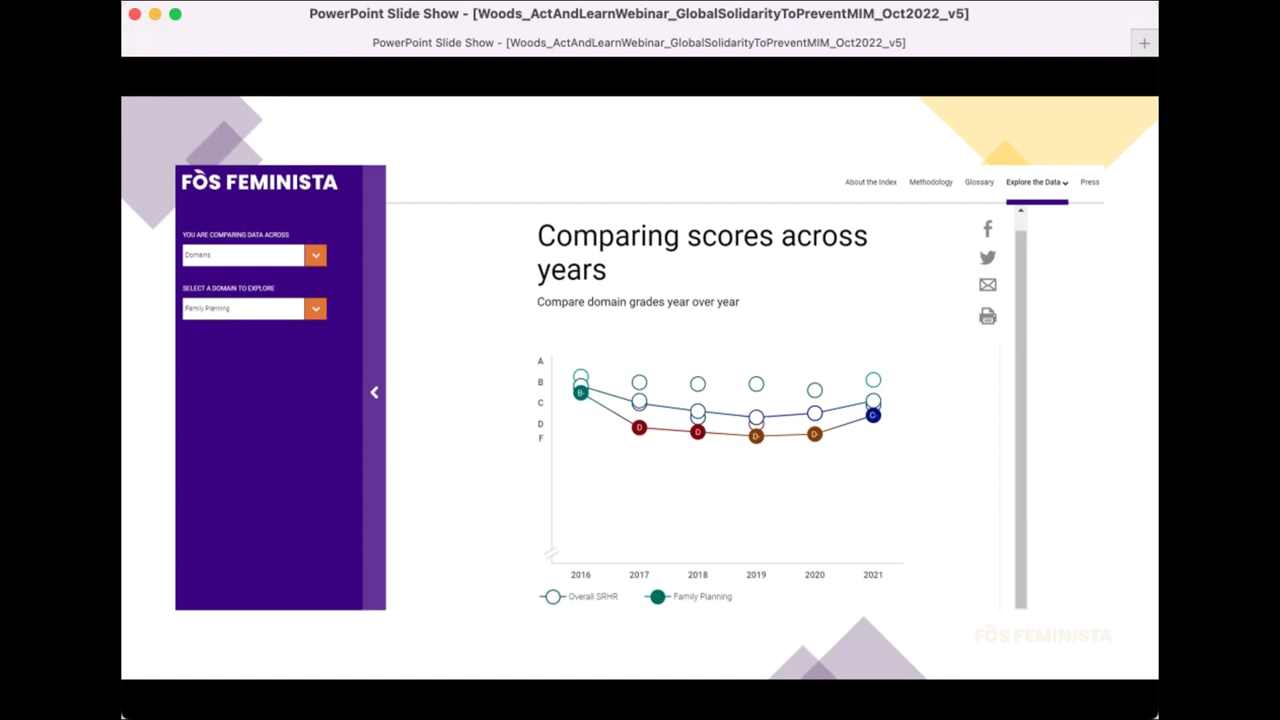 PowerPoint Slide Show - [Woods_ActAndLearnWebinar_GlobalSolidarityToPreventMIM_Oct2022_v5]
PowerPoint Slide Show - [Woods_ActAndLearnWebinar_GlobalSolidarityToPreventMIM_Oct2022_v5]
FÒS FEMINISTA
About the Index Methodology Glossary Explore the Data Press
YOU ARE COMPARING DATA ACROSS
Domains
SELECT A DOMAIN TO EXPLORE
Family Planning
Comparing scores across
years
Compare domain grades year over year
A
B
C
D
F
B-
D
D
D-
D-
C-
2016 2017 2018 2019 2020 2021
Overall SRHR Family Planning
FÒS FEMINISTA